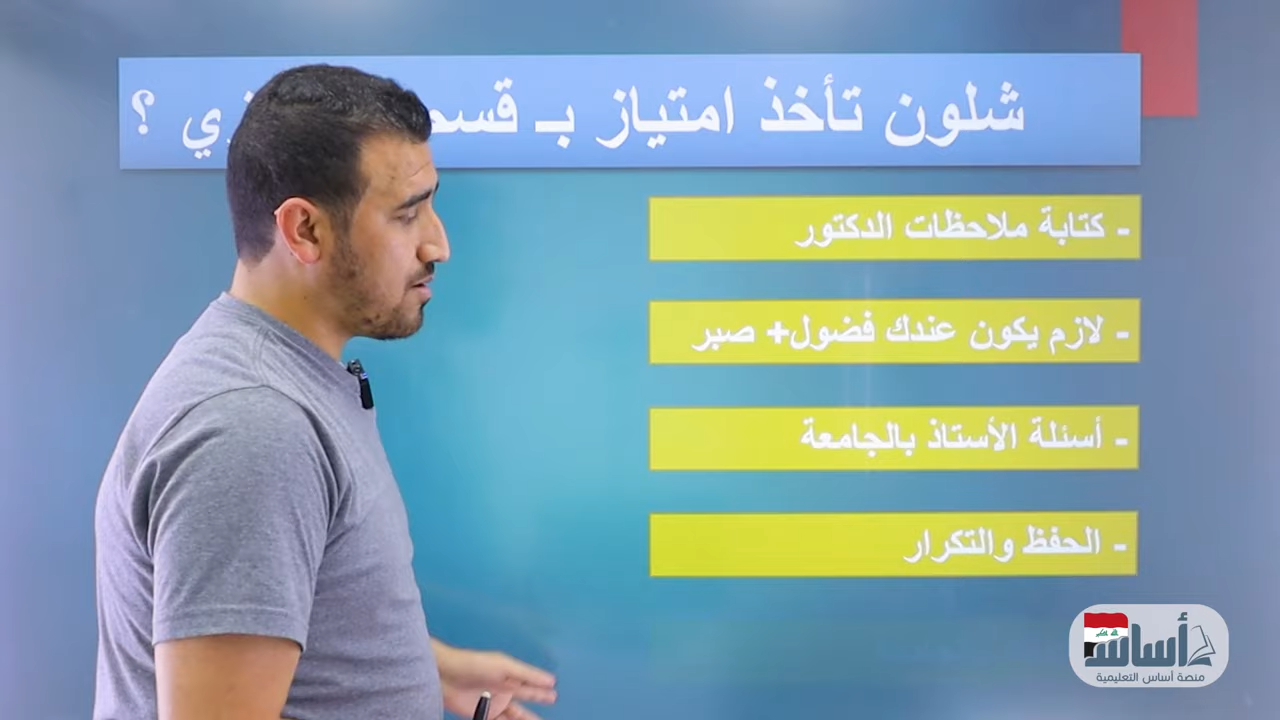 شلون تأخذ امتياز بـ قسم ؟
- كتابة ملاحظات الدكتور
- لازم يكون عندك فضول+ صبر
- أسئلة الأستاذ بالجامعة
- الحفظ والتكرار
أساس
منصة أساس التعليمية